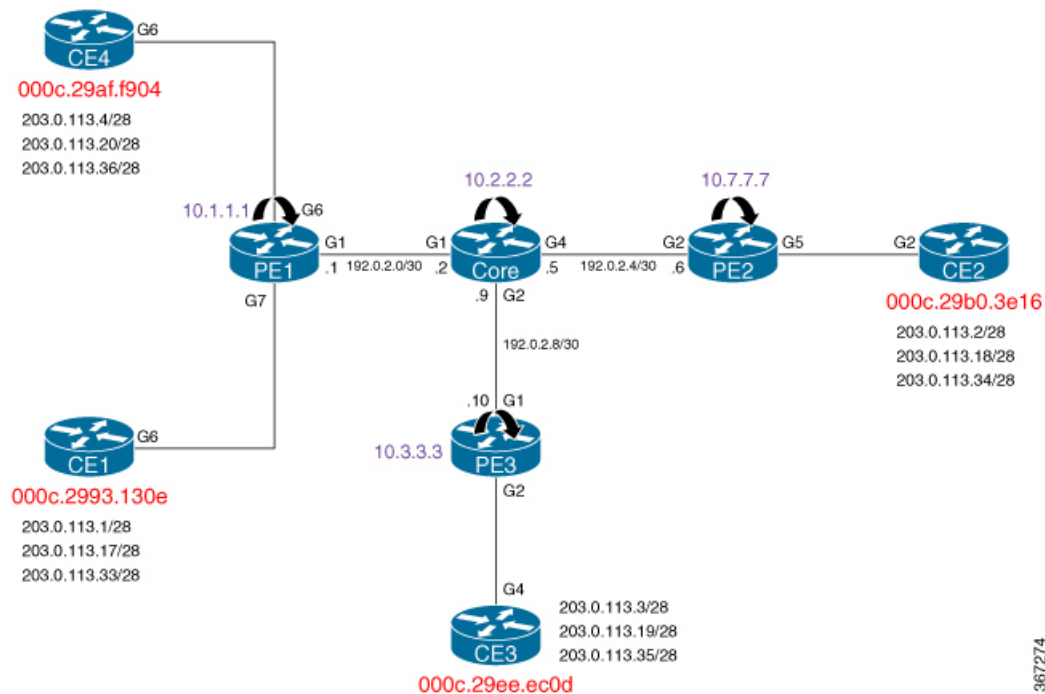 G6
CE4
000c.29af.f904
203.0.113.4/28
203.0.113.20/28
203.0.113.36/28
10.1.1.1
G6
PE1
G1
.1
192.0.2.0/30
G7
10.2.2.2
G1
.2
Core
G4
.5
192.0.2.4/30
.9
G2
10.7.7.7
G2
.6
PE2
G5
G2
CE2
000c.29b0.3e16
203.0.113.2/28
203.0.113.18/28
203.0.113.34/28
192.0.2.8/30
.10
G1
10.3.3.3
PE3
G2
G6
CE1
000c.2993.130e
203.0.113.1/28
203.0.113.17/28
203.0.113.33/28
G4
CE3
203.0.113.3/28
203.0.113.19/28
203.0.113.35/28
000c.29ee.ec0d
367274